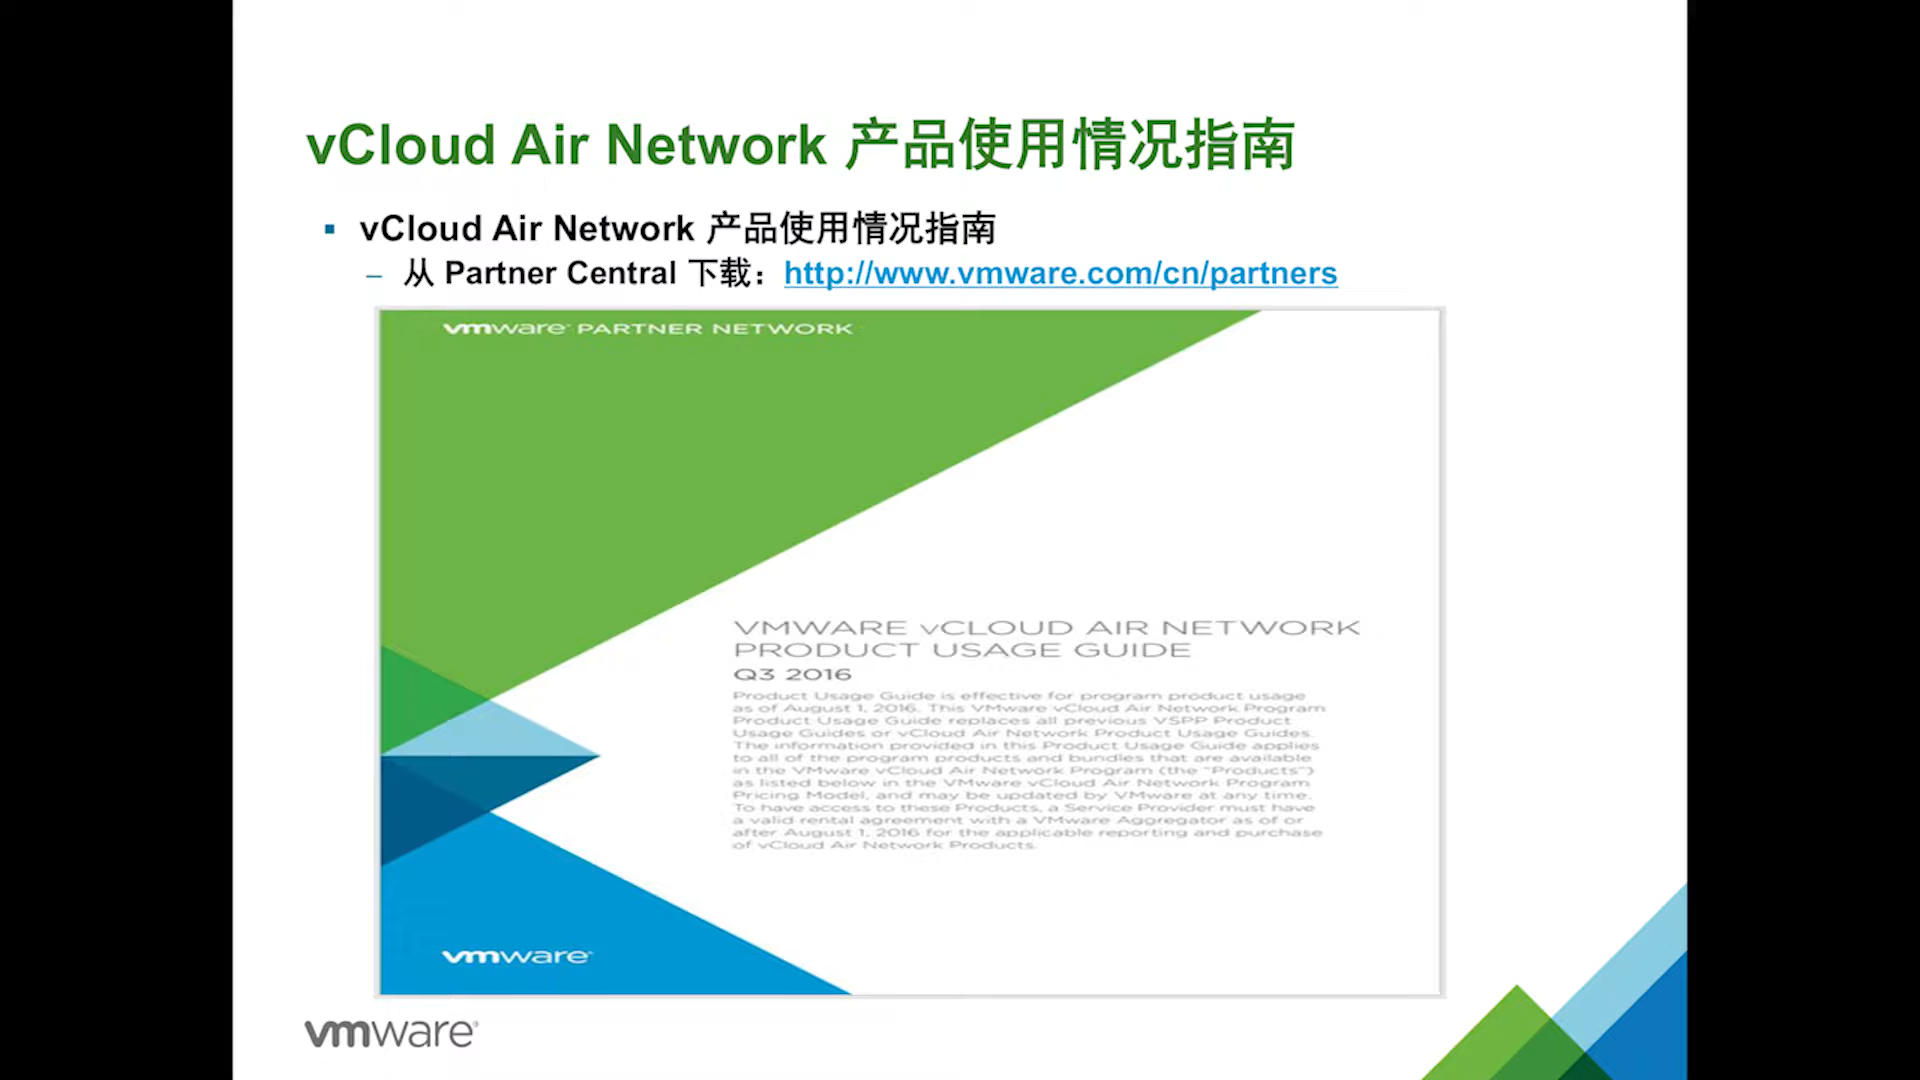 vCloud Air Network 产品使用情况指南
vCloud Air Network 产品使用情况指南
– 从 Partner Central 下载：http://www.vmware.com/cn/partners
vmware PARTNER NETWORK
VMWARE vCLOUD AIR NETWORK
PRODUCT USAGE GUIDE
Q3 2016
Product Usage Guide is effective for program product usage
as of August 1, 2016. This VMware vCloud Air Network Program
Product Usage Guide replaces all previous VSPP Product
Usage Guides or vCloud Air Network Product Usage Guides.
The information provided in this Product Usage Guide applies
to all of the program products and bundles that are available
in the VMware vCloud Air Network Program (the "Products")
as listed below in the VMware vCloud Air Network Program
Pricing Model, and may be updated by VMware at any time.
To have access to these Products, a Service Provider must have
a valid rental agreement with a VMware Aggregator as of or
after August 1, 2016 for the applicable reporting and purchase
of vCloud Air Network Products.
vmware
vmware